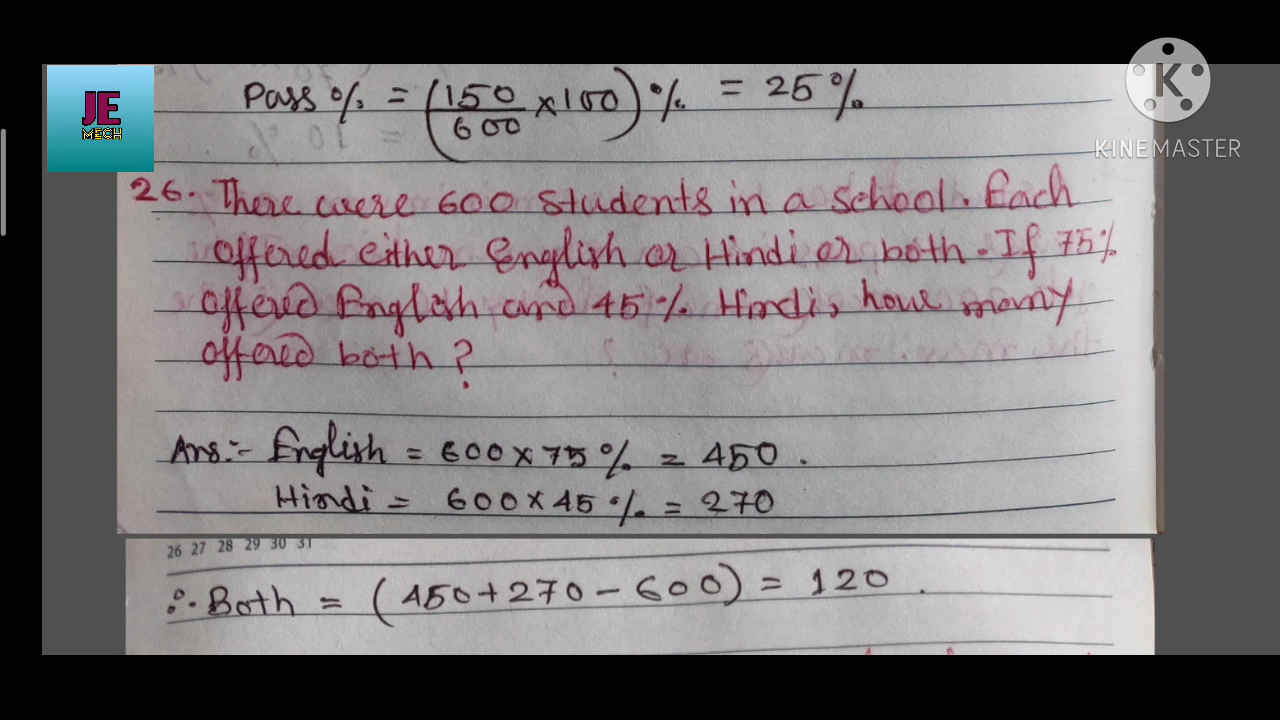 JE
MECH
KINEMASTER
Pass % = (150/600 × 100) % = 25%
26. There were 600 students in a school. Each
offered either English or Hindi or both. If 75%
offered English and 45% Hindi, how many
offered both?
Ans:- English = 600 × 75% = 450.
Hindi = 600 × 45% = 270
26 27 28 29 30 31
∴ Both = (450+270-600) = 120.